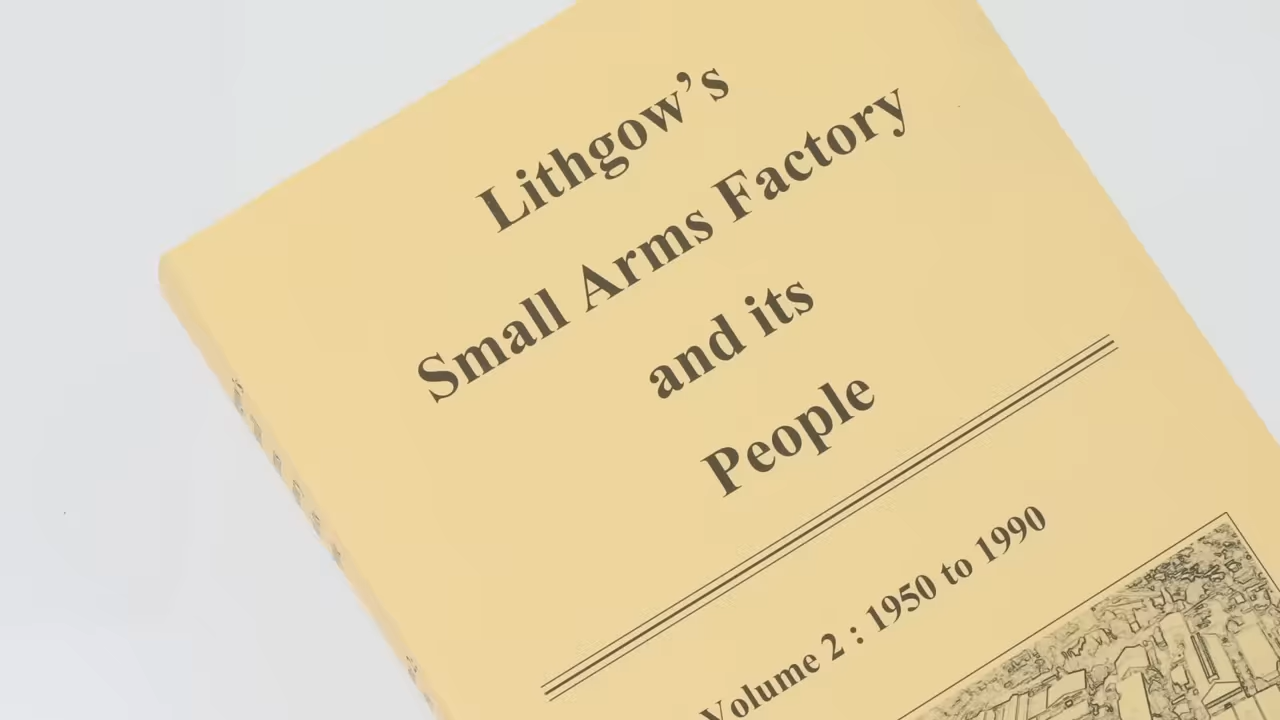 Lithgow’s
Small Arms Factory
and its
People
Volume 2 : 1950 to 1990